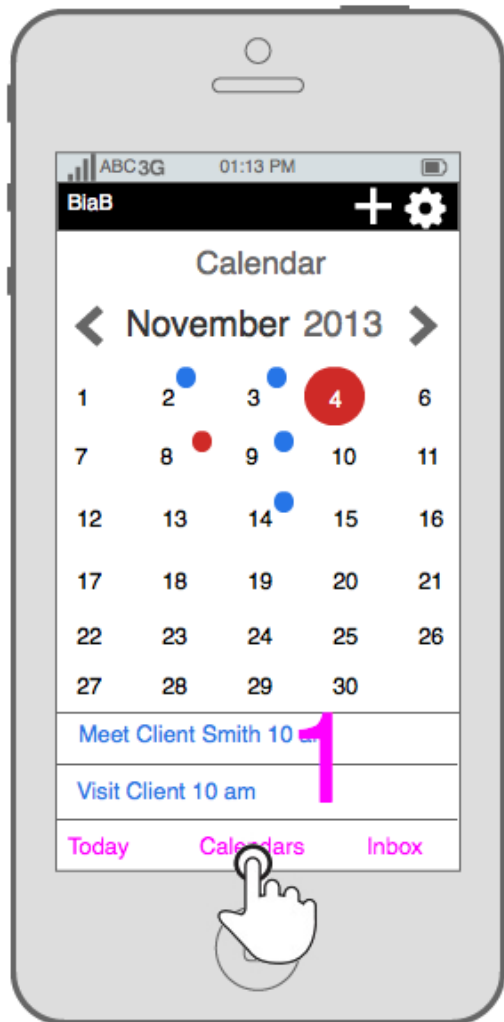 ABC 3G 01:13 PM
BiaB
Calendar
November 2013
1 2 3 4 6
7 8 9 10 11
12 13 14 15 16
17 18 19 20 21
22 23 24 25 26
27 28 29 30
Meet Client Smith 10 am
1
Visit Client 10 am
Today Calendars Inbox